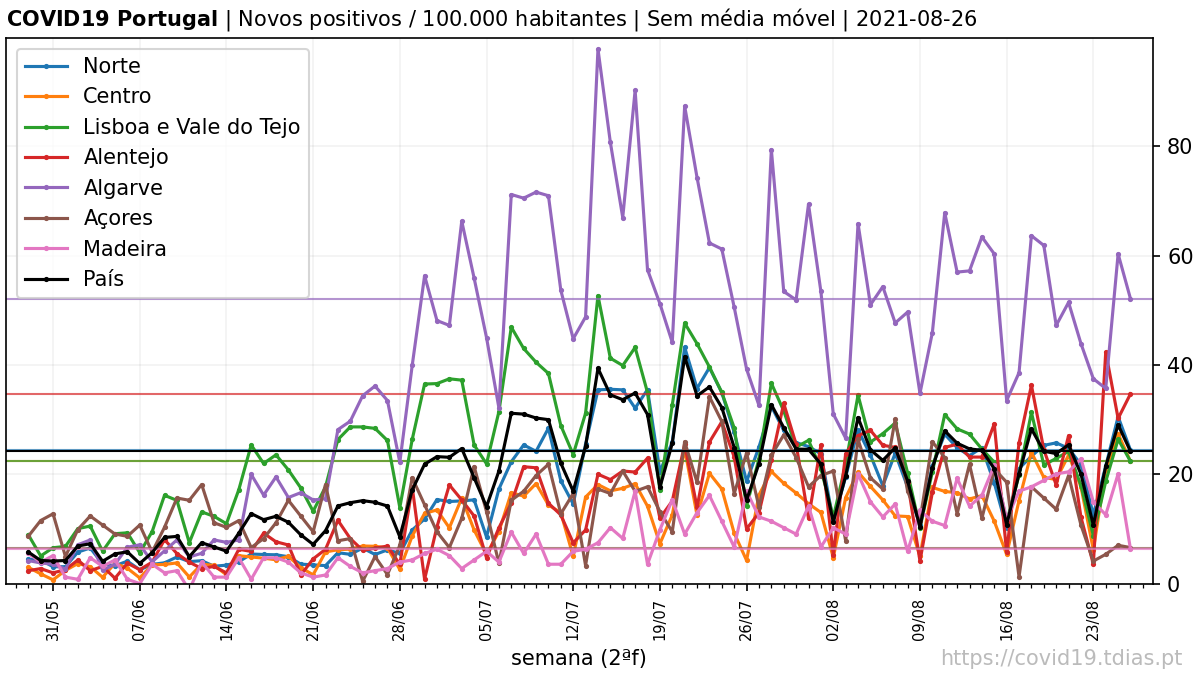 COVID19 Portugal | Novos positivos / 100.000 habitantes | Sem média móvel | 2021-08-26
Norte
Centro
Lisboa e Vale do Tejo
Alentejo
Algarve
Açores
Madeira
País
80
60
40
20
0
31/05 07/06 14/06 21/06 28/06 05/07 12/07 19/07 26/07 02/08 09/08 16/08 23/08
semana (2ªf)
https://covid19.tdias.pt